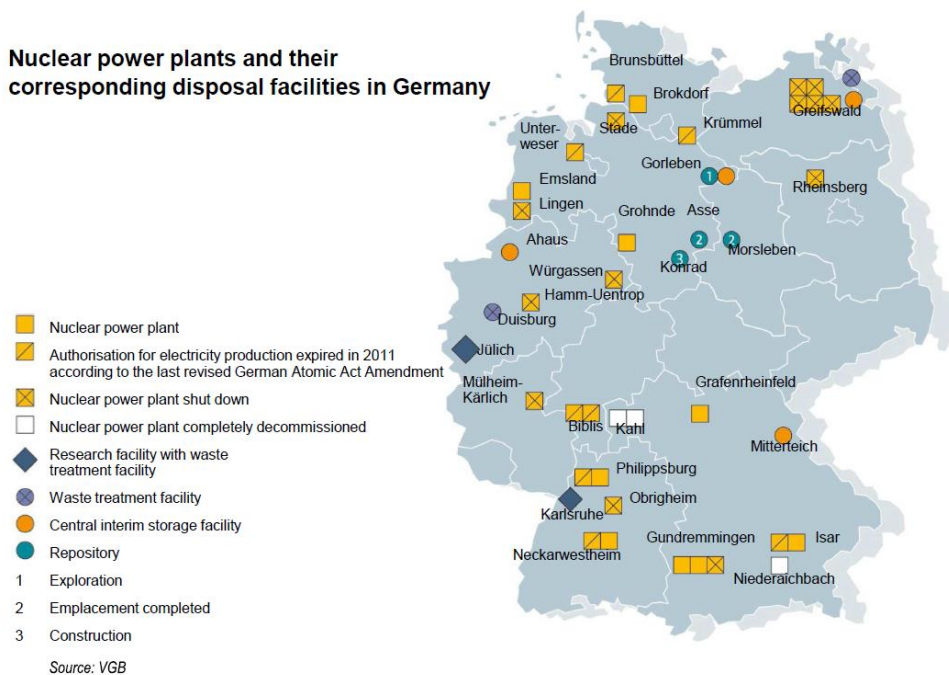 Nuclear power plants and their
corresponding disposal facilities in Germany
Brunsbüttel
Brokdorf
Stade
Krümmel
Greifswald
Unter-
weser
Gorleben
1
Rheinsberg
Emsland
Lingen
Grohnde
Asse
2
2
Morsleben
Ahaus
Konrad
3
Würgassen
Hamm-Uentrop
Duisburg
Jülich
Mülheim-
Kärlich
Grafenrheinfeld
Biblis
Kahl
Mitterteich
Philippsburg
Karlsruhe
Obrigheim
Neckarwestheim
Gundremmingen
Isar
Niederaichbach
Nuclear power plant
Authorisation for electricity production expired in 2011
according to the last revised German Atomic Act Amendment
Nuclear power plant shut down
Nuclear power plant completely decommissioned
Research facility with waste
treatment facility
Waste treatment facility
Central interim storage facility
Repository
1 Exploration
2 Emplacement completed
3 Construction
Source: VGB